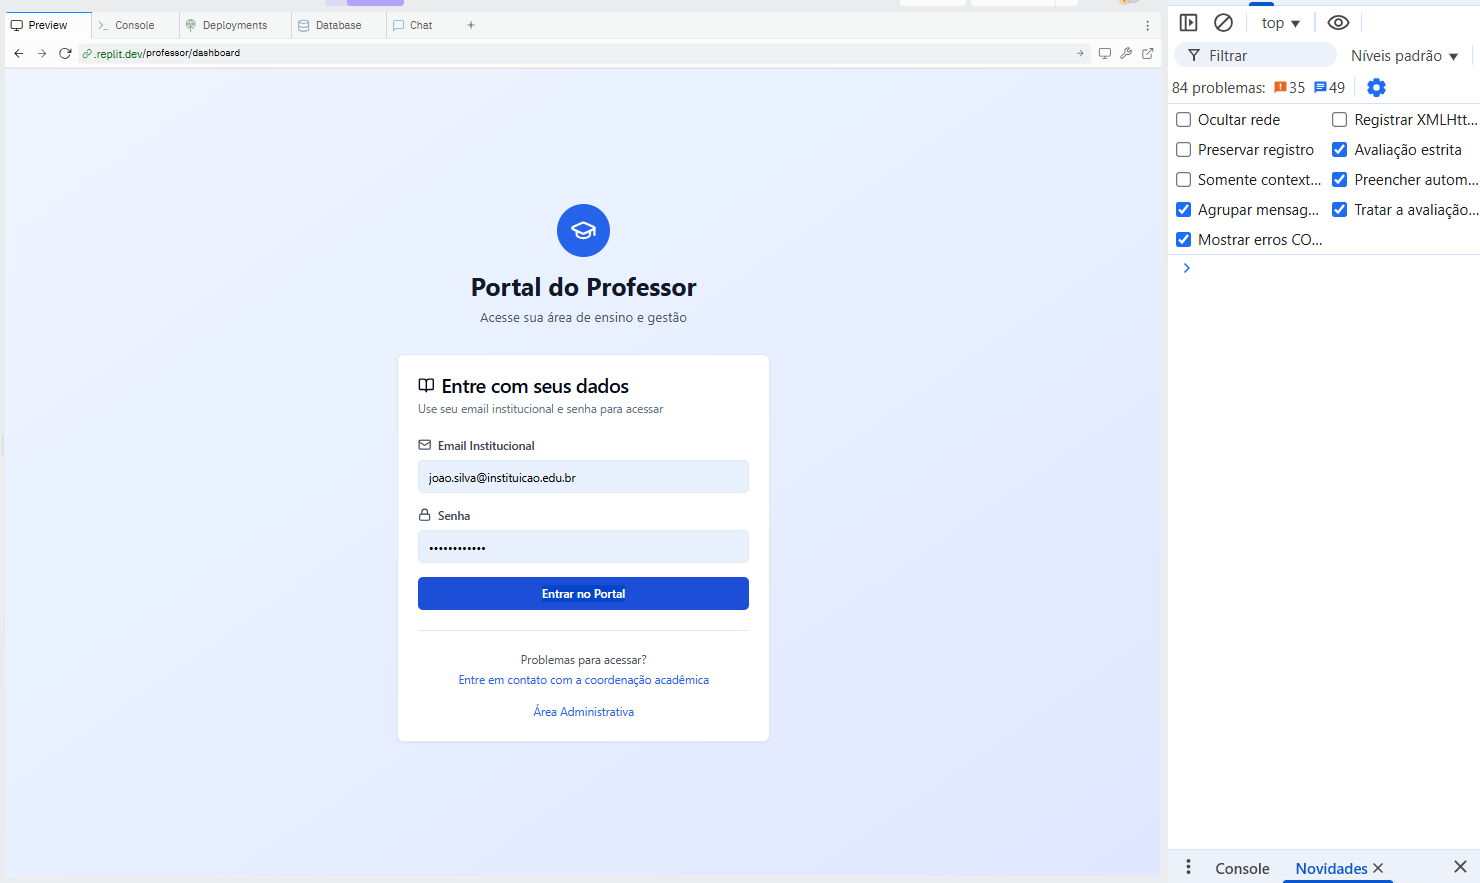 Preview
Console
Deployments
Database
Chat
.replit.dev/professor/dashboard
Portal do Professor
Acesse sua área de ensino e gestão
Entre com seus dados
Use seu email institucional e senha para acessar
Email Institucional
joao.silva@instituicao.edu.br
Senha
••••••••••••
Entrar no Portal
Problemas para acessar?
Entre em contato com a coordenação acadêmica
Área Administrativa
top
Filtrar
Níveis padrão
84 problemas: 35 49
Ocultar rede
Registrar XMLHtt...
Preservar registro
Avaliação estrita
Somente context...
Preencher autom...
Agrupar mensag...
Tratar a avaliação...
Mostrar erros CO...
Console
Novidades